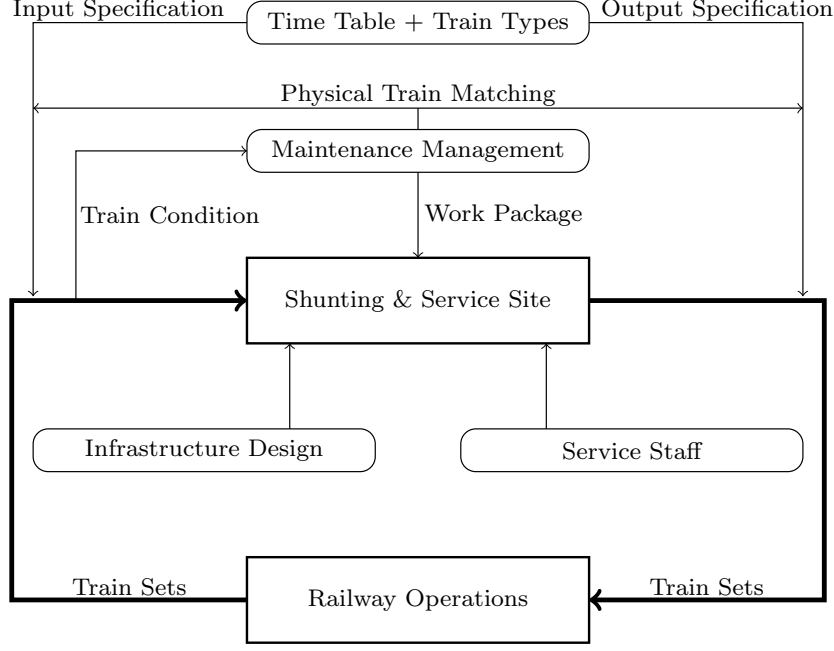 Input Specification
Time Table + Train Types
Output Specification
Physical Train Matching
Maintenance Management
Train Condition
Work Package
Shunting & Service Site
Infrastructure Design
Service Staff
Train Sets
Railway Operations
Train Sets